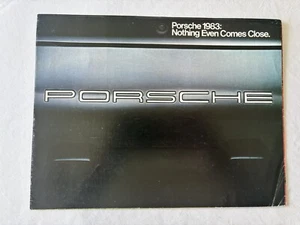 Porsche 1983:
Nothing Even Comes Close.
PORSCHE